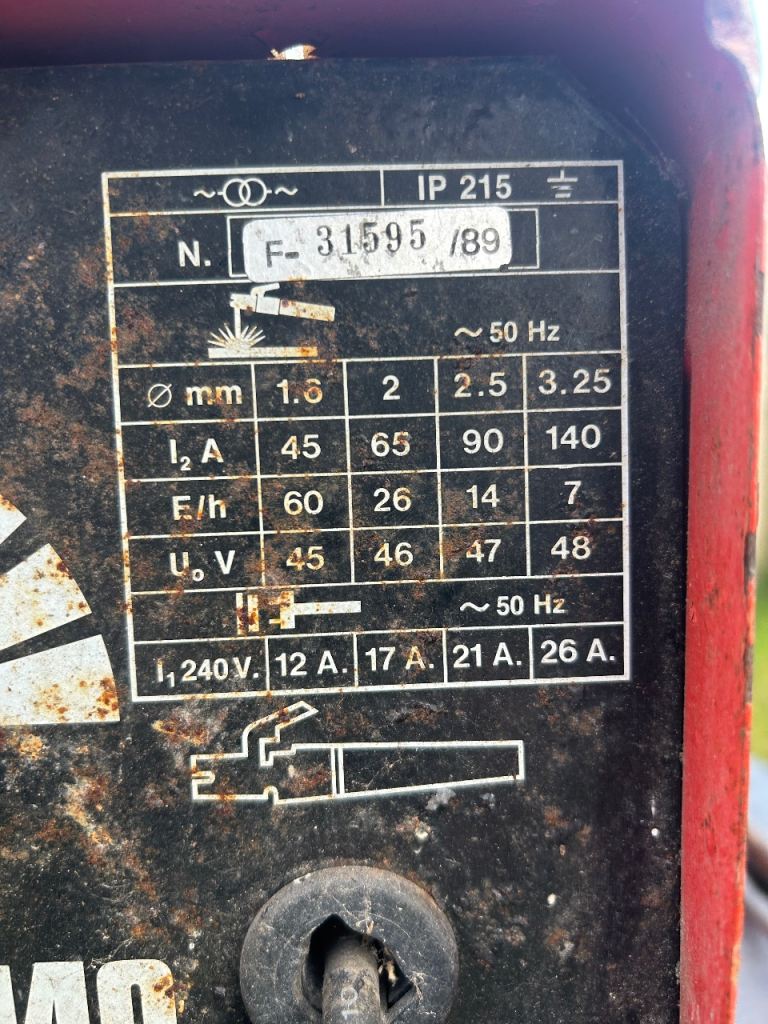 IP 215
N. F- 31595 /89
~ 50 Hz
Ø mm 1.6 2 2.5 3.25
I₂ A 45 65 90 140
E/h 60 26 14 7
U₀ V 45 46 47 48
~ 50 Hz
I₁ 240 V. 12 A. 17 A. 21 A. 26 A.